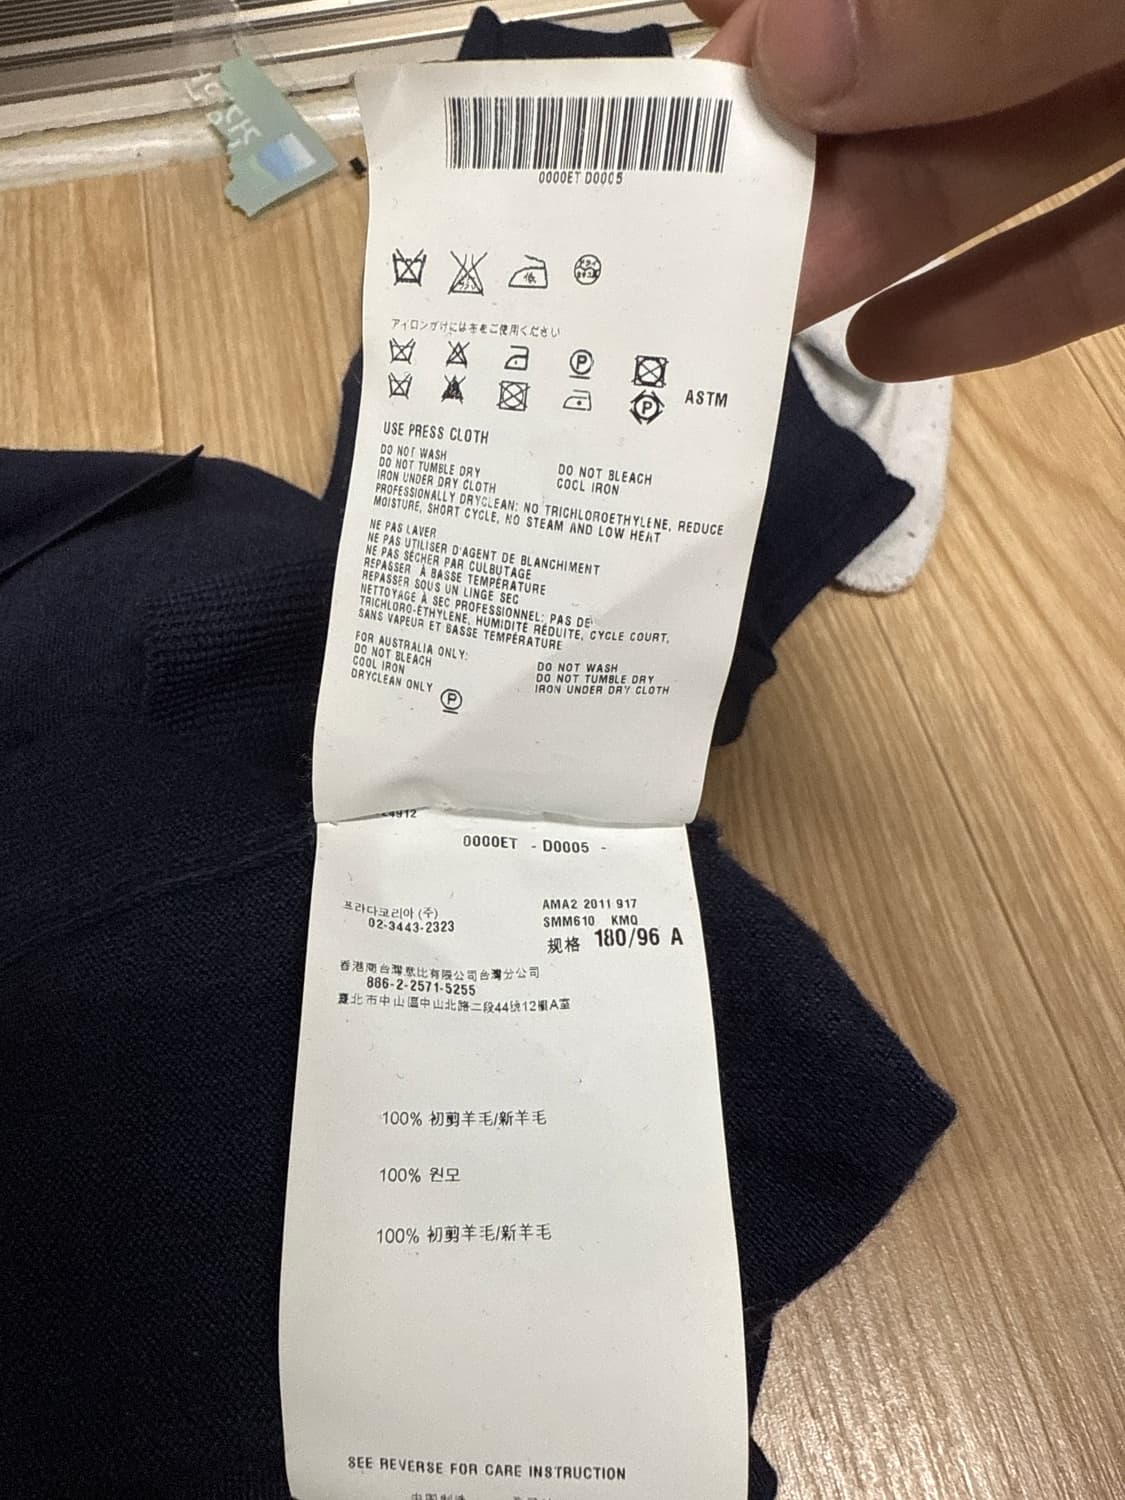 0000ET D0005
アイロンがけには布をご使用ください
ASTM
USE PRESS CLOTH
DO NOT WASH
DO NOT TUMBLE DRY
IRON UNDER DRY CLOTH
DO NOT BLEACH
COOL IRON
PROFESSIONALLY DRYCLEAN: NO TRICHLOROETHYLENE, REDUCE
MOISTURE, SHORT CYCLE, NO STEAM AND LOW HEAT
NE PAS LAVER
NE PAS UTILISER D'AGENT DE BLANCHIMENT
NE PAS SÉCHER PAR CULBUTAGE
REPASSER À BASSE TEMPÉRATURE
REPASSER SOUS UN LINGE SEC
NETTOYAGE À SEC PROFESSIONNEL: PAS DE
TRICHLORO-ÉTHYLÈNE, HUMIDITÉ RÉDUITE, CYCLE COURT,
SANS VAPEUR ET BASSE TEMPÉRATURE
FOR AUSTRALIA ONLY:
DO NOT BLEACH
COOL IRON
DRYCLEAN ONLY P
DO NOT WASH
DO NOT TUMBLE DRY
IRON UNDER DRY CLOTH
24912
0000ET - D0005 -
프라다코리아 (주)
02-3443-2323
AMA2 2011 917
SMM610 KMQ
规格 180/96 A
香港商台灣惹比有限公司台灣分公司
886-2-2571-5255
臺北市中山區中山北路二段44號12樓A室
100% 初剪羊毛/新羊毛
100% 원모
100% 初剪羊毛/新羊毛
SEE REVERSE FOR CARE INSTRUCTION